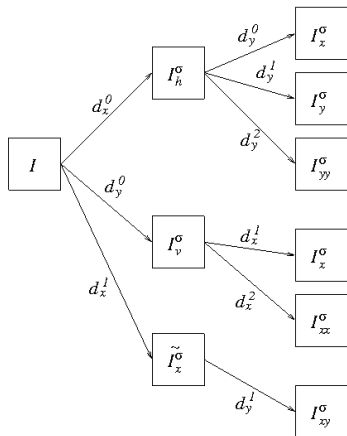 d_y^0
I_x^σ
d_y^1
I_h^σ
I_y^σ
d_x^0
d_y^2
I
I_yy^σ
d_y^0
d_x^1
I_v^σ
I_x^σ
d_x^1
d_x^2
I_xx^σ
Ĩ_x^σ
d_y^1
I_xy^σ